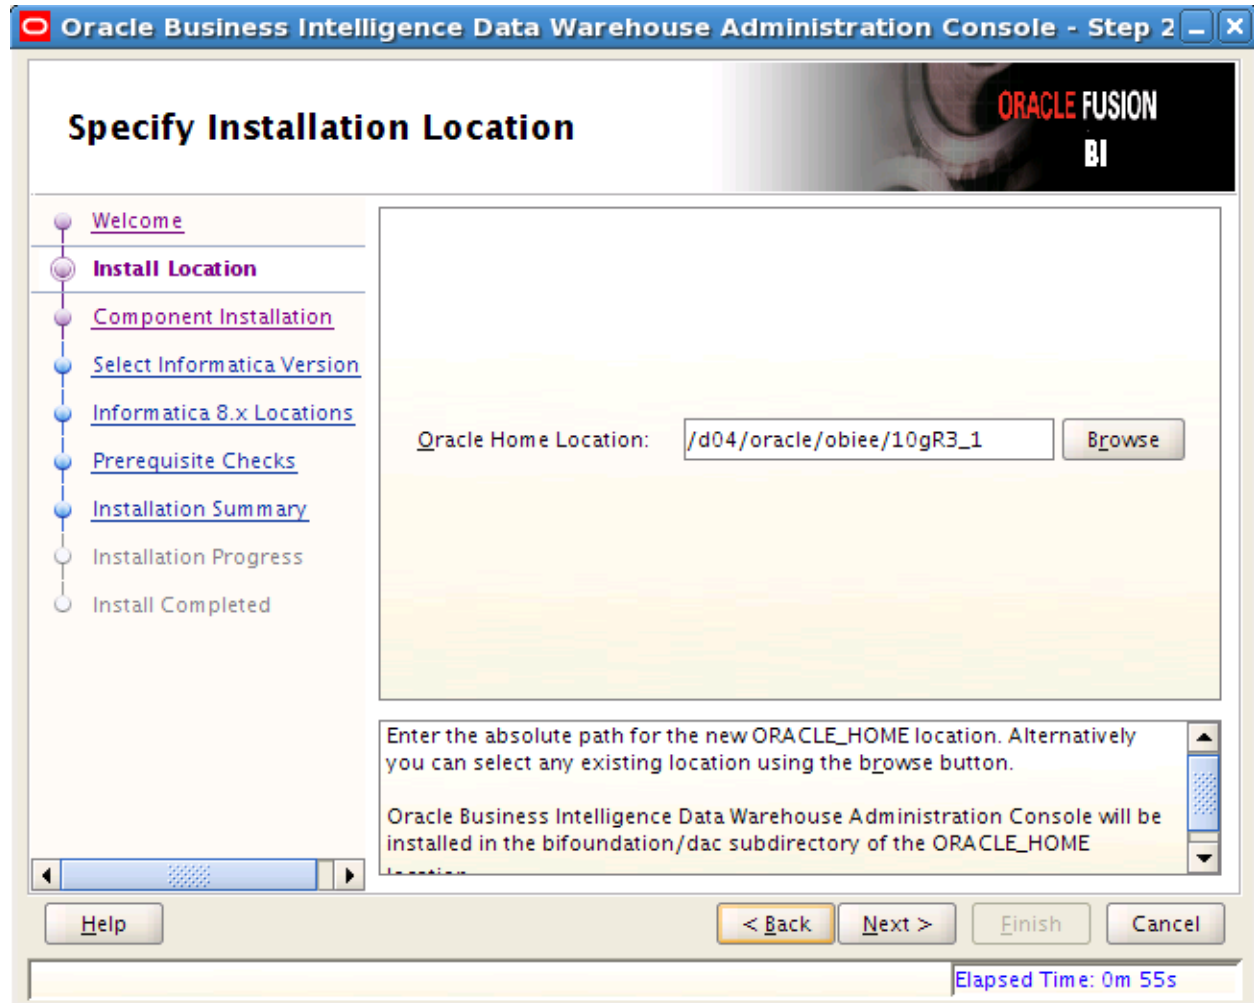 Oracle Business Intelligence Data Warehouse Administration Console - Step 2
Specify Installation Location
ORACLE FUSION
BI
Welcome
Install Location
Component Installation
Select Informatica Version
Informatica 8.x Locations
Prerequisite Checks
Installation Summary
Installation Progress
Install Completed
Oracle Home Location: /d04/oracle/obiee/10gR3_1 Browse
Enter the absolute path for the new ORACLE_HOME location. Alternatively
you can select any existing location using the browse button.
Oracle Business Intelligence Data Warehouse Administration Console will be
installed in the bifoundation/dac subdirectory of the ORACLE_HOME
Help < Back Next > Finish Cancel
Elapsed Time: 0m 55s